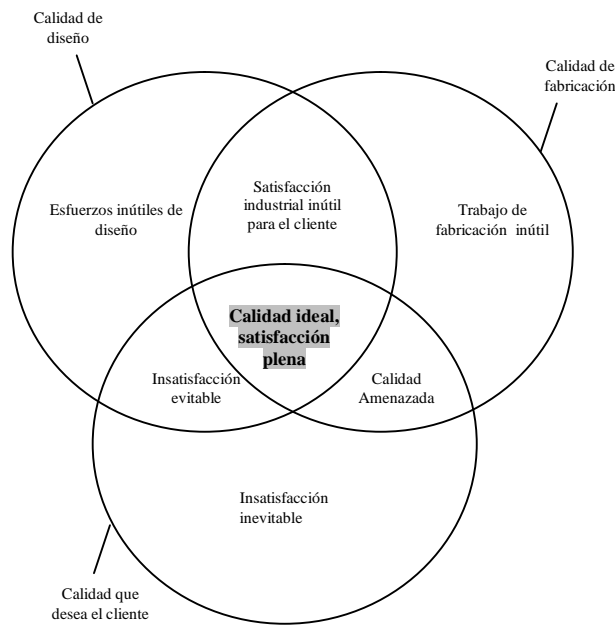 Calidad de
diseño
Calidad de
fabricación
Esfuerzos inútiles de
diseño
Satisfacción
industrial inútil
para el cliente
Trabajo de
fabricación inútil
Calidad ideal,
satisfacción
plena
Insatisfacción
evitable
Calidad
Amenazada
Insatisfacción
inevitable
Calidad que
desea el cliente